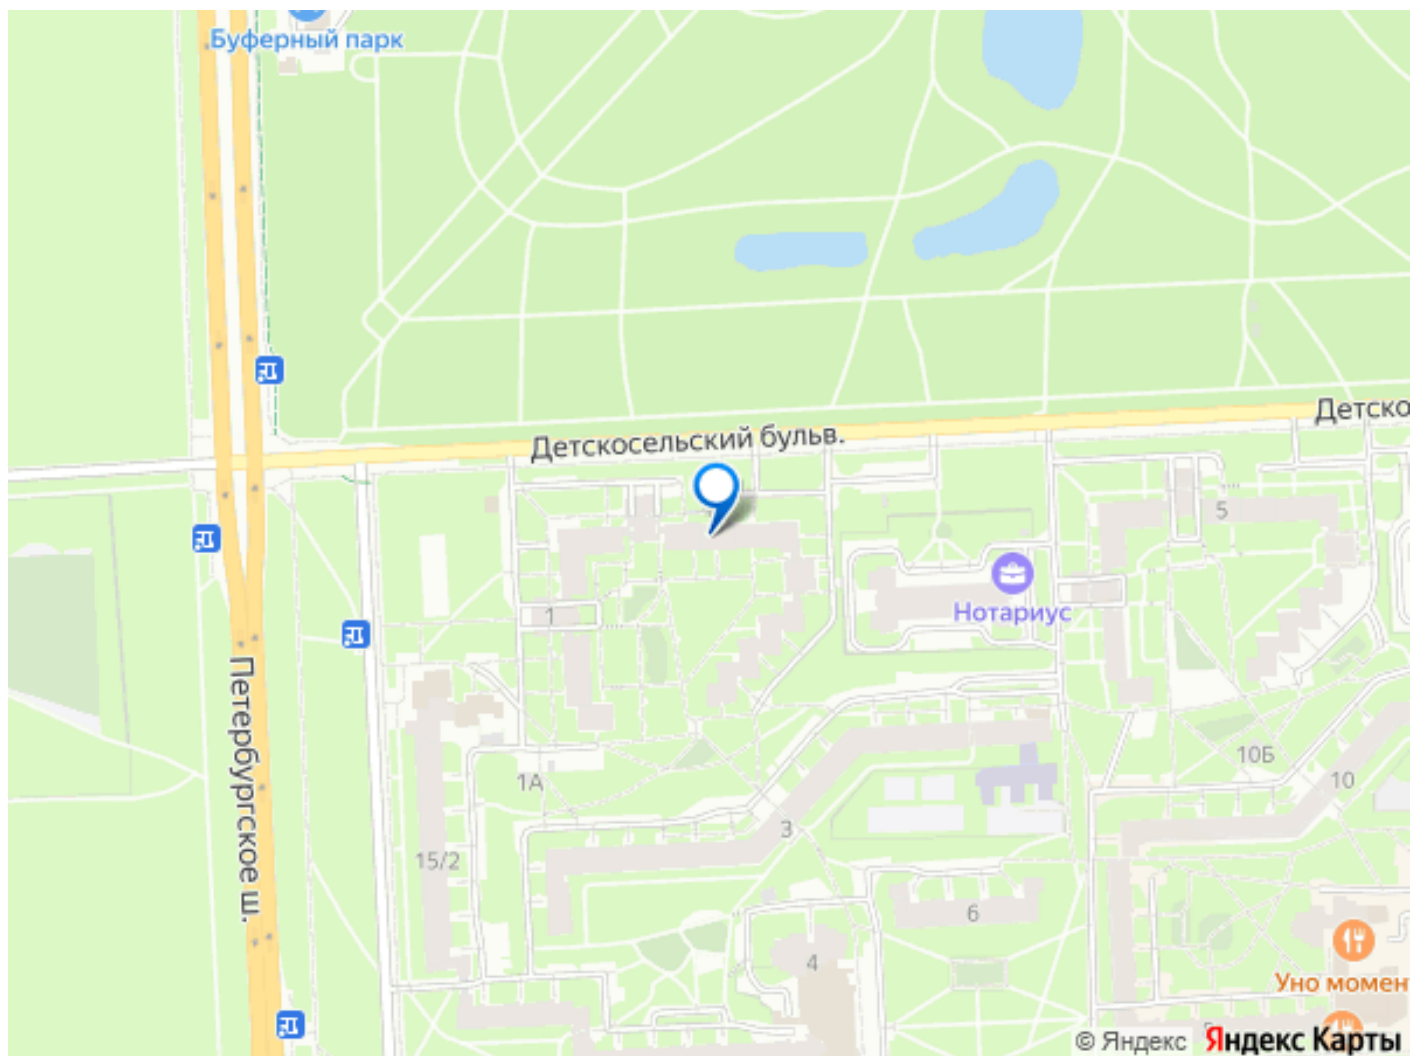 Буферный парк
Детско
Детскосельский бульв.
5
Нотариус
1
Петербургское ш.
1А
10Б
10
3
15/2
6
4
Уно момен
© Яндекс Яндекс Карты